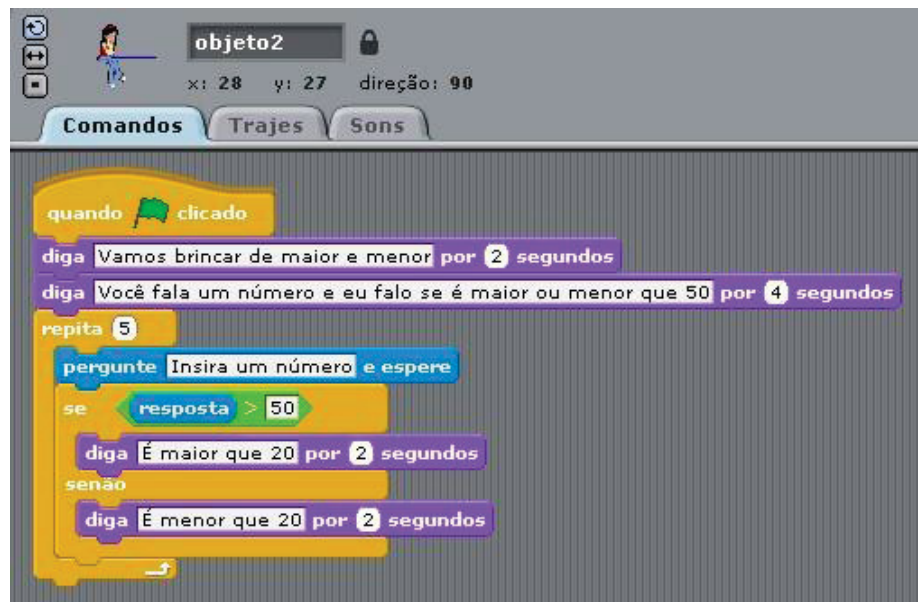 objeto2
x: 28 y: 27 direção: 90
Comandos Trajes Sons
quando clicado
diga Vamos brincar de maior e menor por 2 segundos
diga Você fala um número e eu falo se é maior ou menor que 50 por 4 segundos
repita 5
pergunte Insira um número e espere
se resposta > 50
diga É maior que 20 por 2 segundos
senão
diga É menor que 20 por 2 segundos